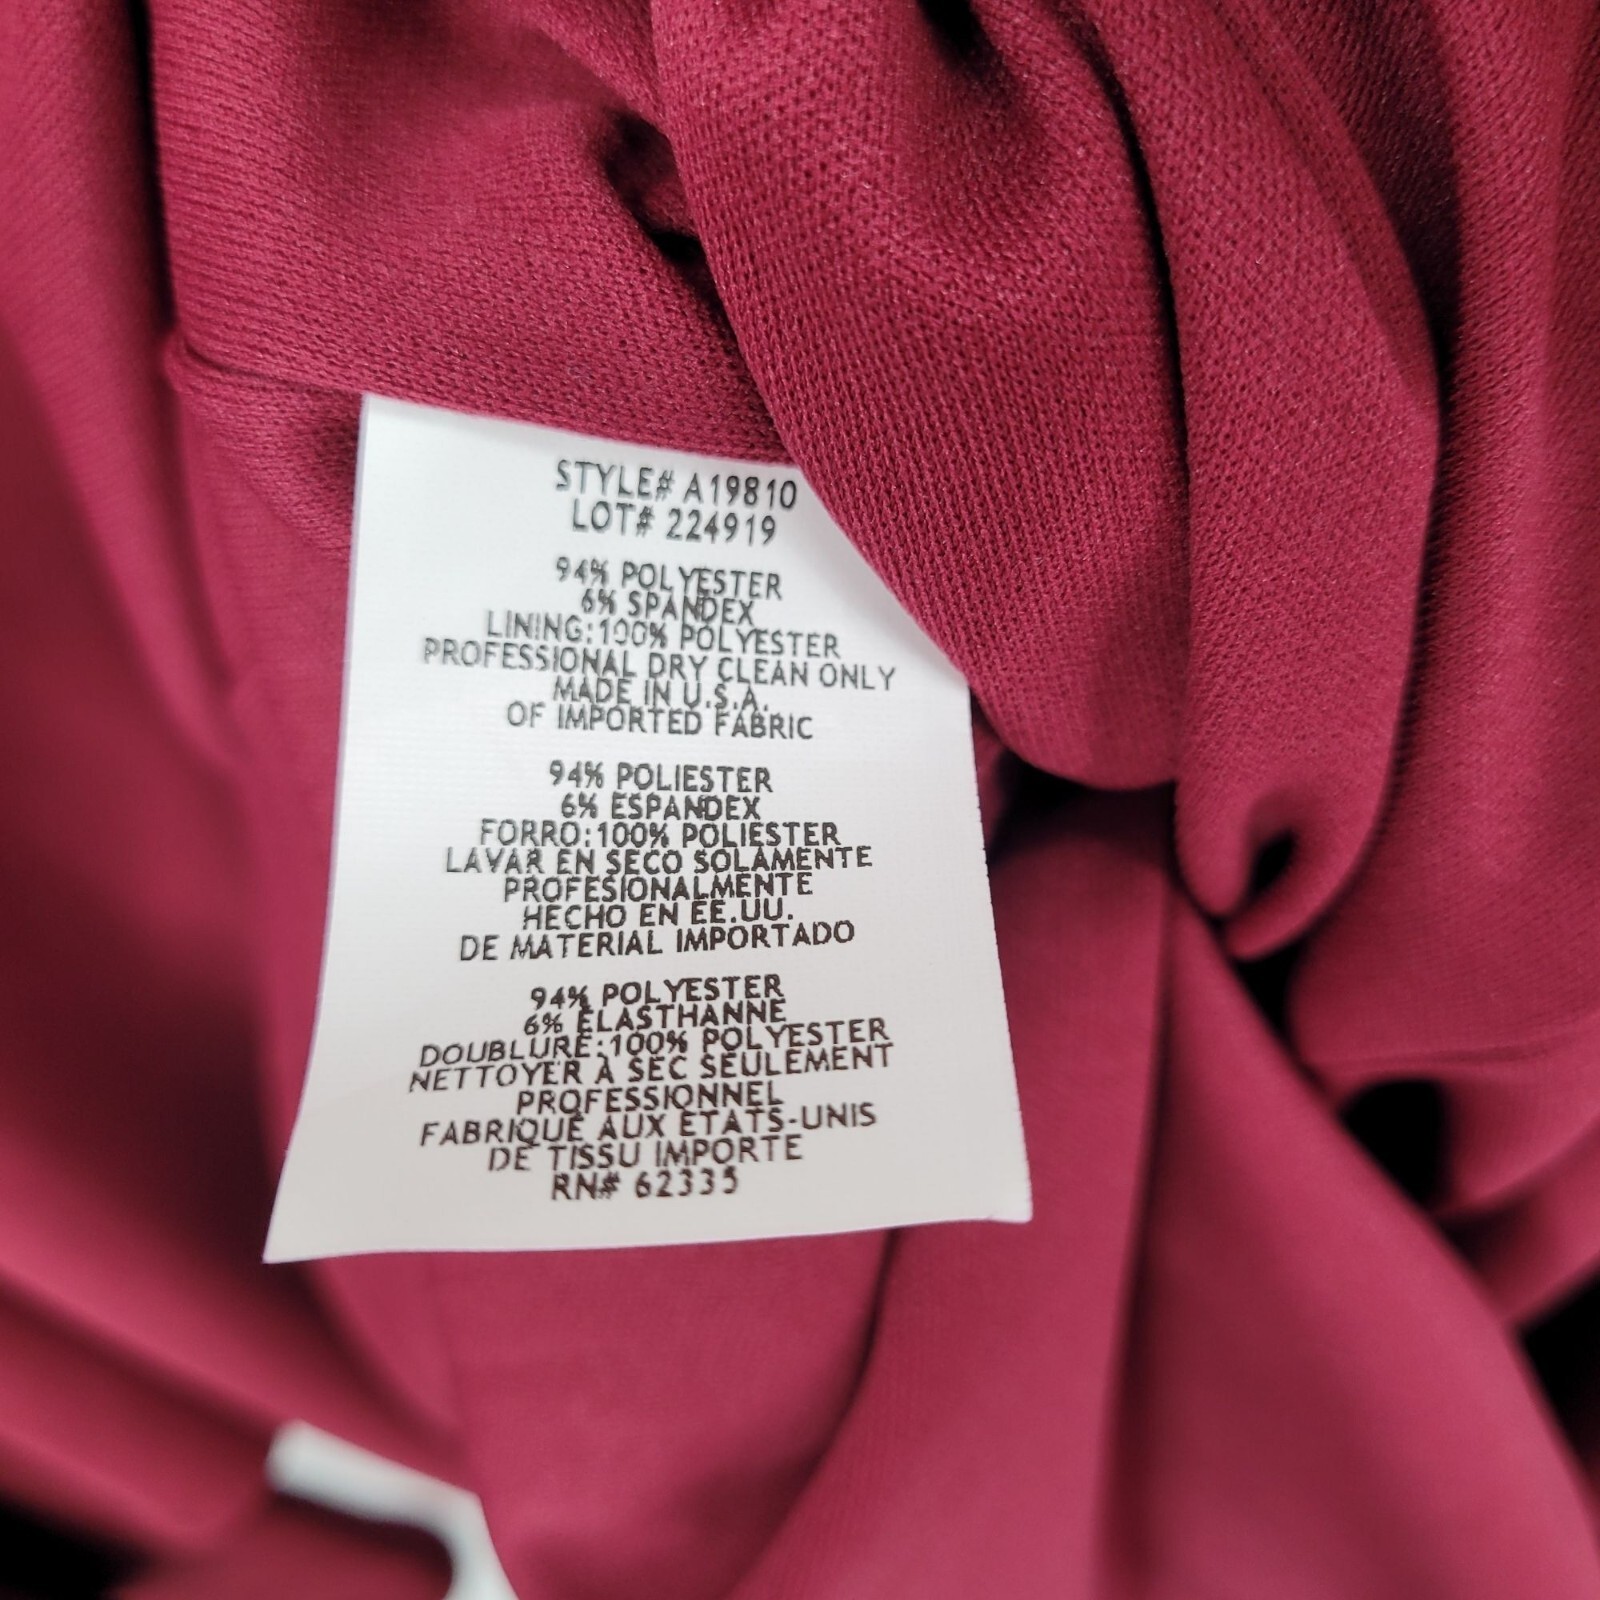 STYLE# A19810
LOT# 224919
94% POLYESTER
6% SPANDEX
LINING:100% POLYESTER
PROFESSIONAL DRY CLEAN ONLY
MADE IN U.S.A.
OF IMPORTED FABRIC
94% POLIESTER
6% ESPANDEX
FORRO:100% POLIESTER
LAVAR EN SECO SOLAMENTE
PROFESIONALMENTE
HECHO EN EE.UU.
DE MATERIAL IMPORTADO
94% POLYESTER
6% ELASTHANNE
DOUBLURE:100% POLYESTER
NETTOYER À SEC SEULEMENT
PROFESSIONNEL
FABRIQUE AUX ETATS-UNIS
DE TISSU IMPORTE
RN# 62335